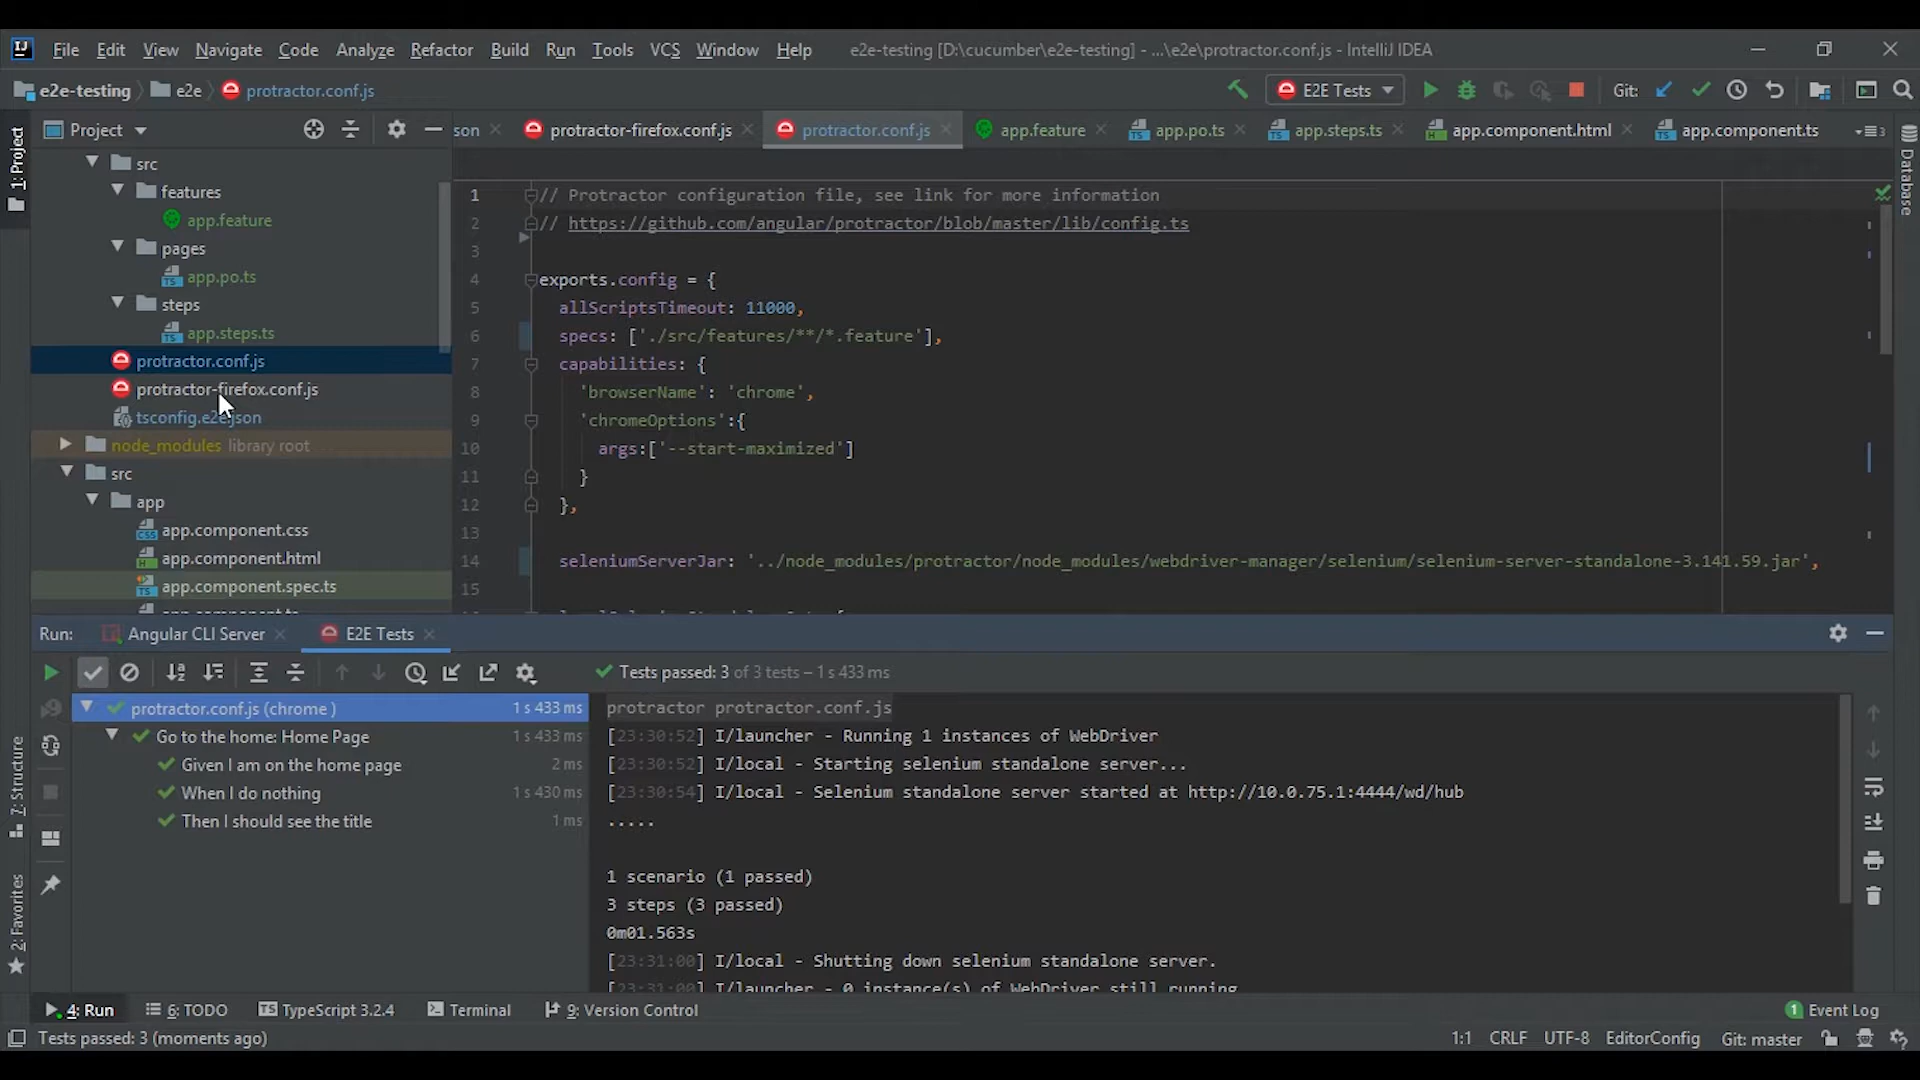 File Edit View Navigate Code Analyze Refactor Build Run Tools VCS Window Help e2e-testing [D:\cucumber\e2e-testing] - ...\e2e\protractor.conf.js - IntelliJ IDEA
e2e-testing e2e protractor.conf.js E2E Tests Git:
1: Project
Project
son protractor-firefox.conf.js protractor.conf.js app.feature app.po.ts app.steps.ts app.component.html app.component.ts
Database
src
features
app.feature
pages
app.po.ts
steps
app.steps.ts
protractor.conf.js
protractor-firefox.conf.js
tsconfig.e2e.json
node_modules library root
src
app
app.component.css
app.component.html
app.component.spec.ts
1 // Protractor configuration file, see link for more information
2 // https://github.com/angular/protractor/blob/master/lib/config.ts
3
4 exports.config = {
5 allScriptsTimeout: 11000,
6 specs: ['./src/features/**/*.feature'],
7 capabilities: {
8 'browserName': 'chrome',
9 'chromeOptions':{
10 args:['--start-maximized']
11 }
12 },
13
14 seleniumServerJar: '../node_modules/protractor/node_modules/webdriver-manager/selenium/selenium-server-standalone-3.141.59.jar',
15
Run: Angular CLI Server E2E Tests
Tests passed: 3 of 3 tests – 1 s 433 ms
protractor.conf.js (chrome ) 1 s 433 ms
Go to the home: Home Page 1 s 433 ms
Given I am on the home page 2 ms
When I do nothing 1 s 430 ms
Then I should see the title 1 ms
protractor protractor.conf.js
[23:30:52] I/launcher - Running 1 instances of WebDriver
[23:30:52] I/local - Starting selenium standalone server...
[23:30:54] I/local - Selenium standalone server started at http://10.0.75.1:4444/wd/hub
.....
1 scenario (1 passed)
3 steps (3 passed)
0m01.563s
[23:31:00] I/local - Shutting down selenium standalone server.
[23:31:00] I/launcher - 0 instance(s) of WebDriver still running
7: Structure
2: Favorites
4: Run 6: TODO TypeScript 3.2.4 Terminal 9: Version Control 1 Event Log
Tests passed: 3 (moments ago) 1:1 CRLF UTF-8 EditorConfig Git: master